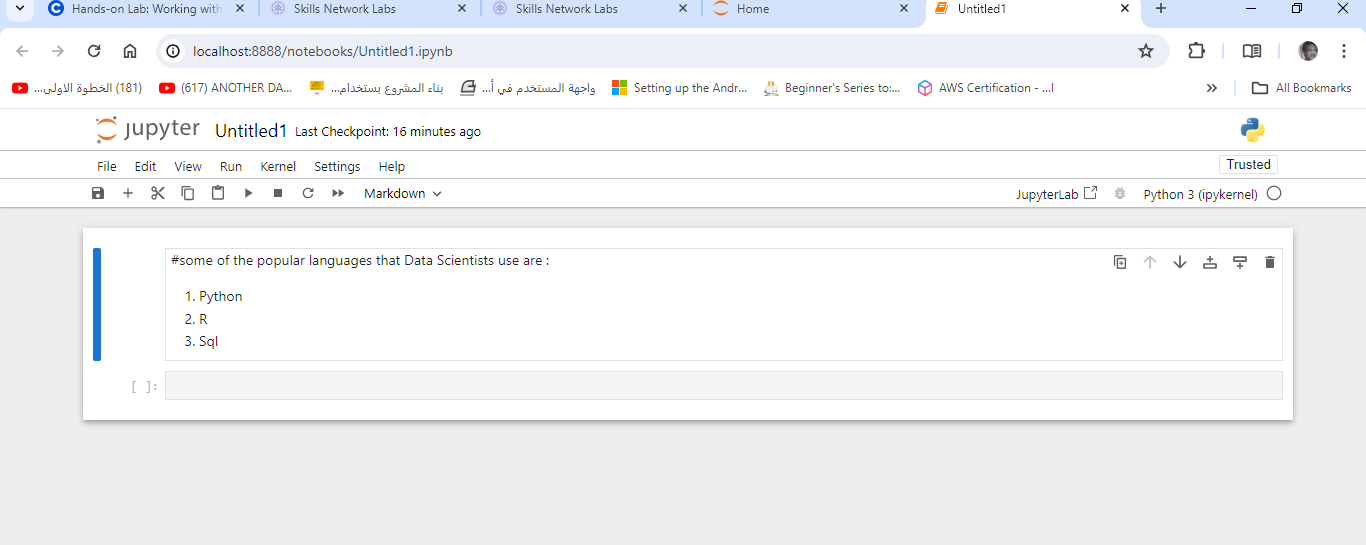 Hands-on Lab: Working with
Skills Network Labs
Skills Network Labs
Home
Untitled1
localhost:8888/notebooks/Untitled1.ipynb
(181) الخطوة الاولى...
(617) ANOTHER DA...
بناء المشروع بستخدام...
واجهة المستخدم في أ...
Setting up the Andr...
Beginner's Series to:...
AWS Certification - ...ا
All Bookmarks
jupyter Untitled1 Last Checkpoint: 16 minutes ago
File Edit View Run Kernel Settings Help
Trusted
Markdown
JupyterLab
Python 3 (ipykernel)
#some of the popular languages that Data Scientists use are :
1. Python
2. R
3. Sql
[ ]: